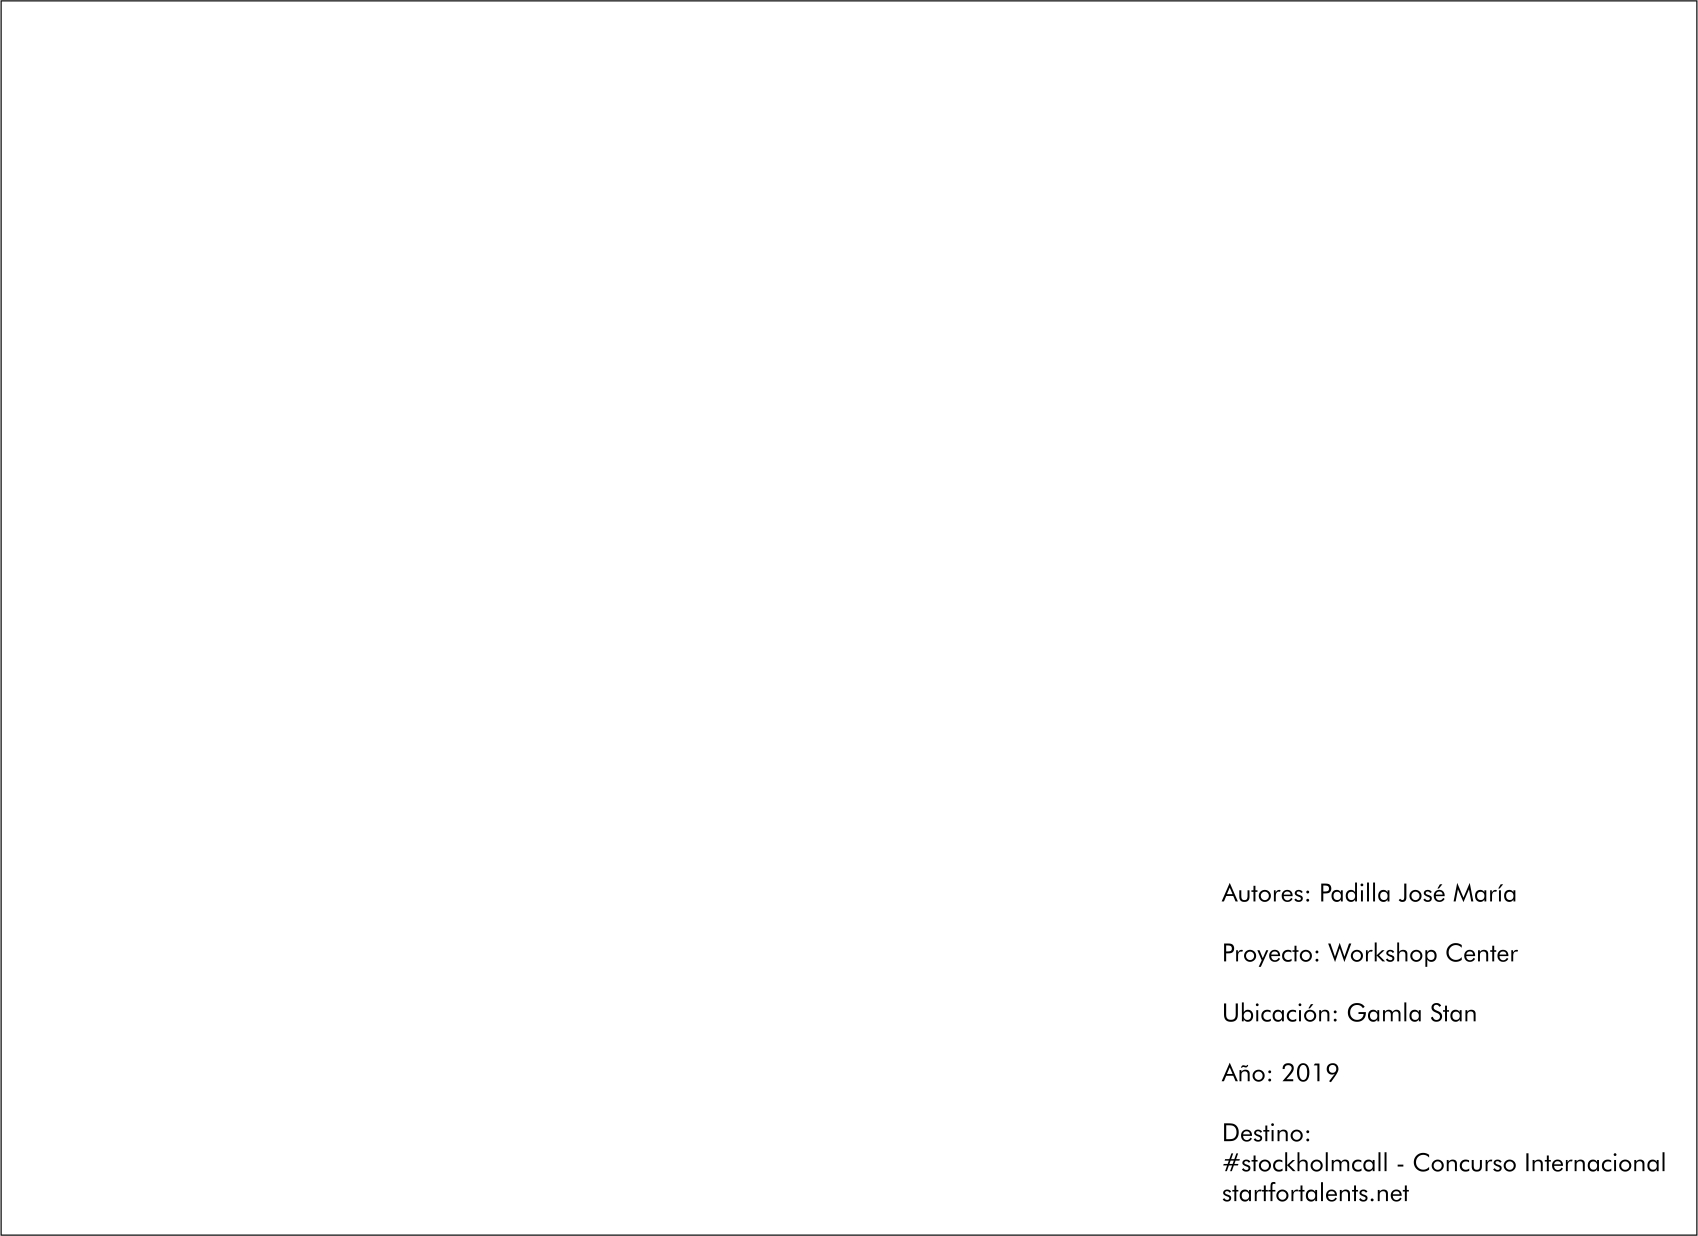 Autores: Padilla José María
Proyecto: Workshop Center
Ubicación: Gamla Stan
Año: 2019
Destino:
#stockholmcall - Concurso Internacional
startfortalents.net